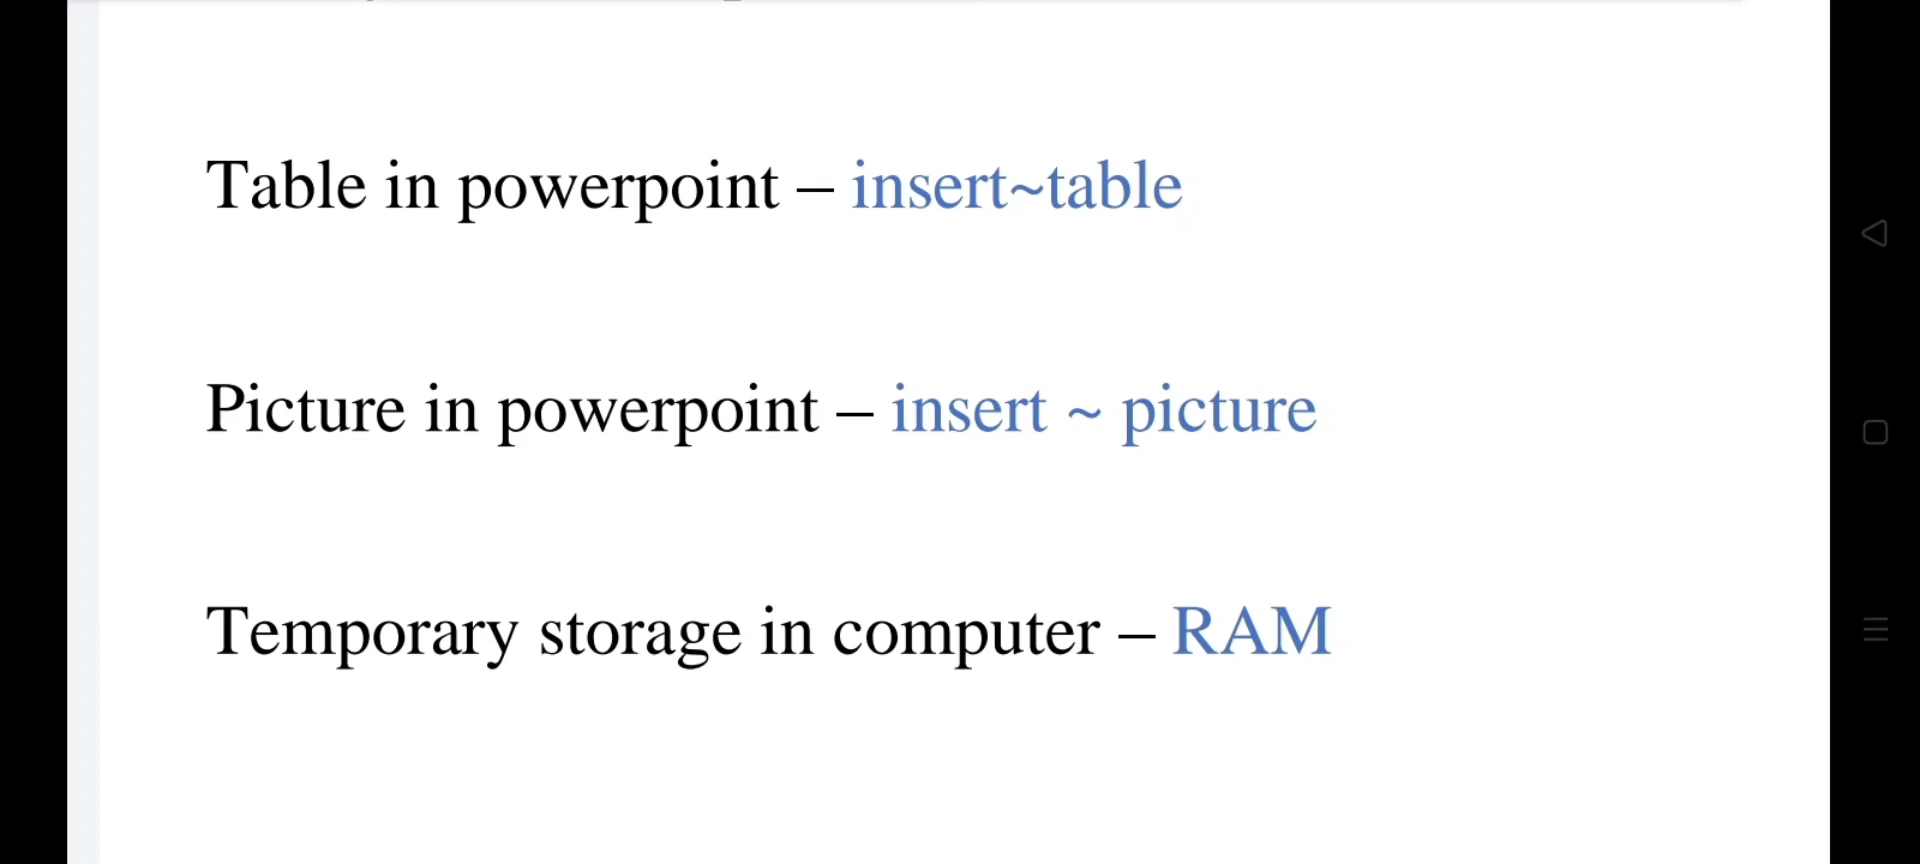 Table in powerpoint – insert~table
Picture in powerpoint – insert ~ picture
Temporary storage in computer – RAM